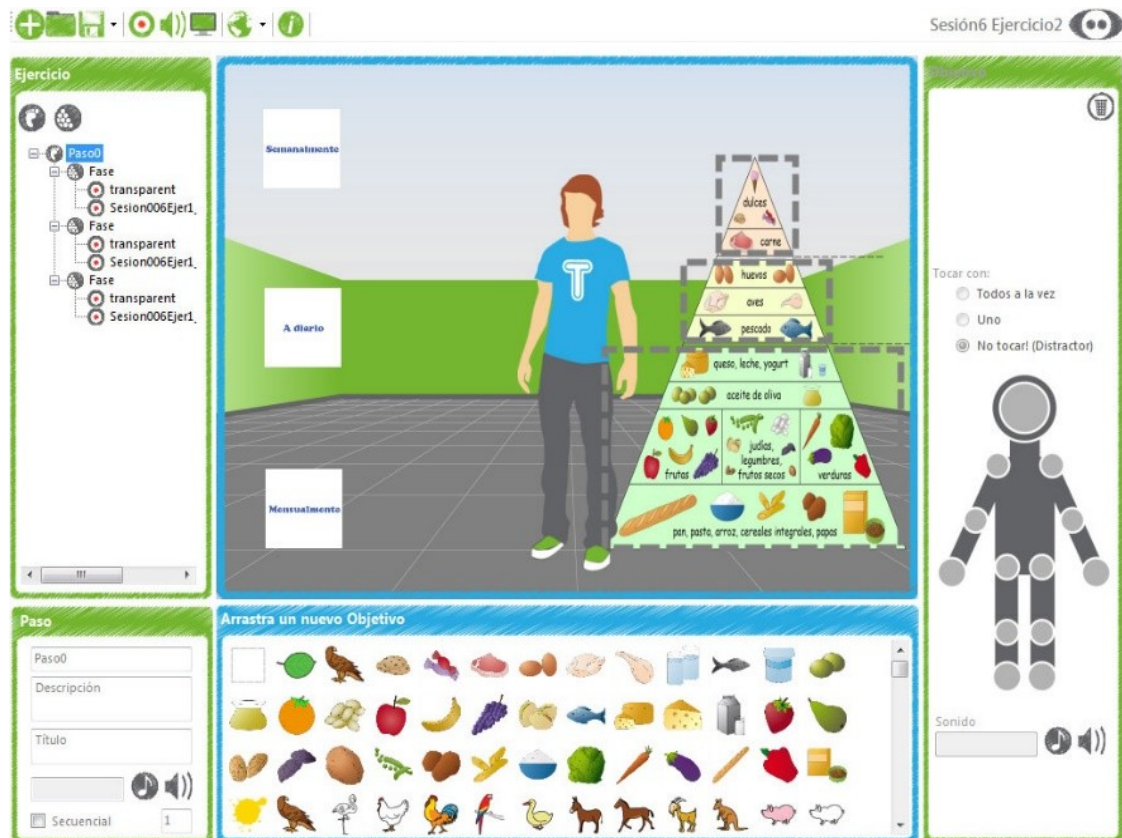 Sesión6 Ejercicio2
Ejercicio
Paso0
Fase
transparent
Sesion006Ejer1_
Fase
transparent
Sesion006Ejer1_
Fase
transparent
Sesion006Ejer1_
Semanalmente
A diario
Mensualmente
T
dulces
carne
huevos
aves
pescado
queso, leche, yogurt
aceite de oliva
frutas
judías,
legumbres,
frutos secos
verduras
pan, pasta, arroz, cereales integrales, papas
Objetivo
Tocar con:
Todos a la vez
Uno
No tocar! (Distractor)
Sonido
Paso
Paso0
Descripción
Título
Secuencial
1
Arrastra un nuevo Objetivo